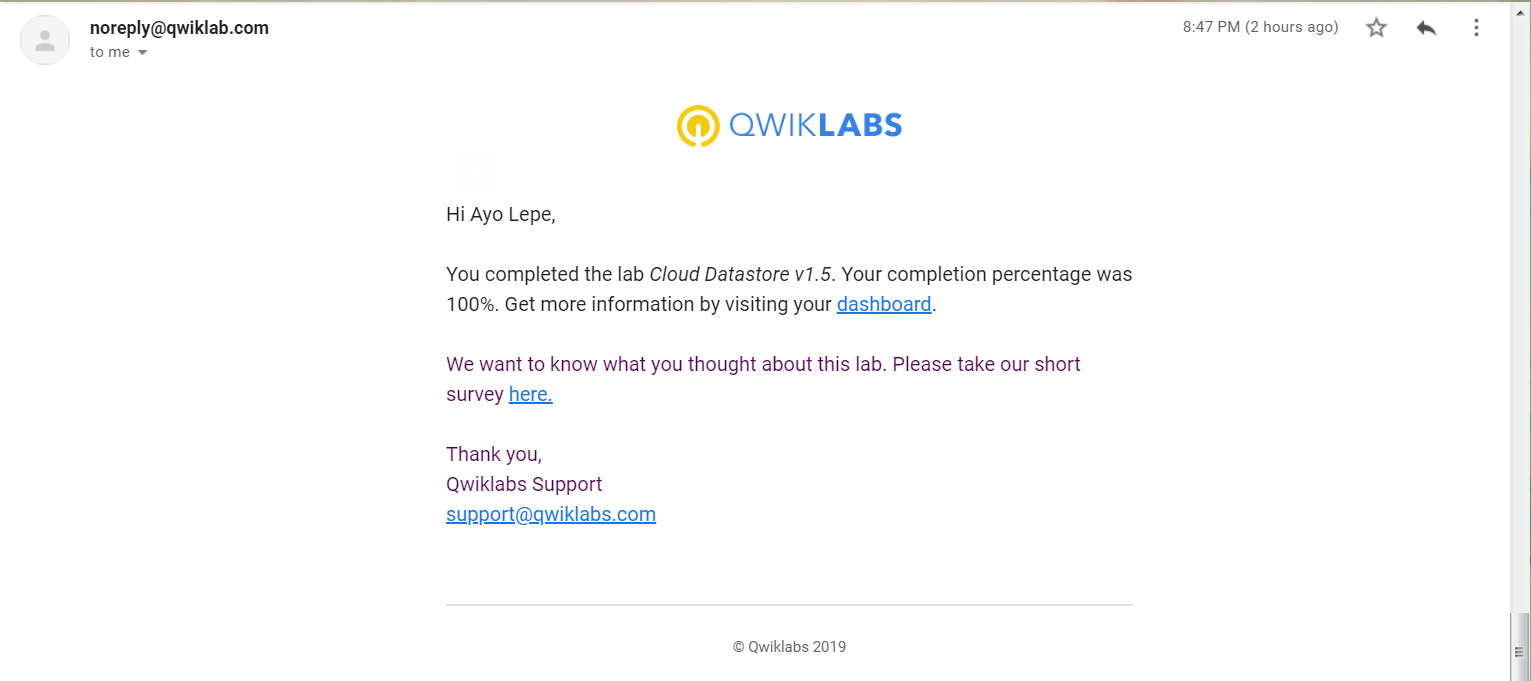 noreply@qwiklab.com
8:47 PM (2 hours ago)
to me
QWIKLABS
Hi Ayo Lepe,
You completed the lab Cloud Datastore v1.5. Your completion percentage was
100%. Get more information by visiting your dashboard.
We want to know what you thought about this lab. Please take our short
survey here.
Thank you,
Qwiklabs Support
support@qwiklabs.com
© Qwiklabs 2019